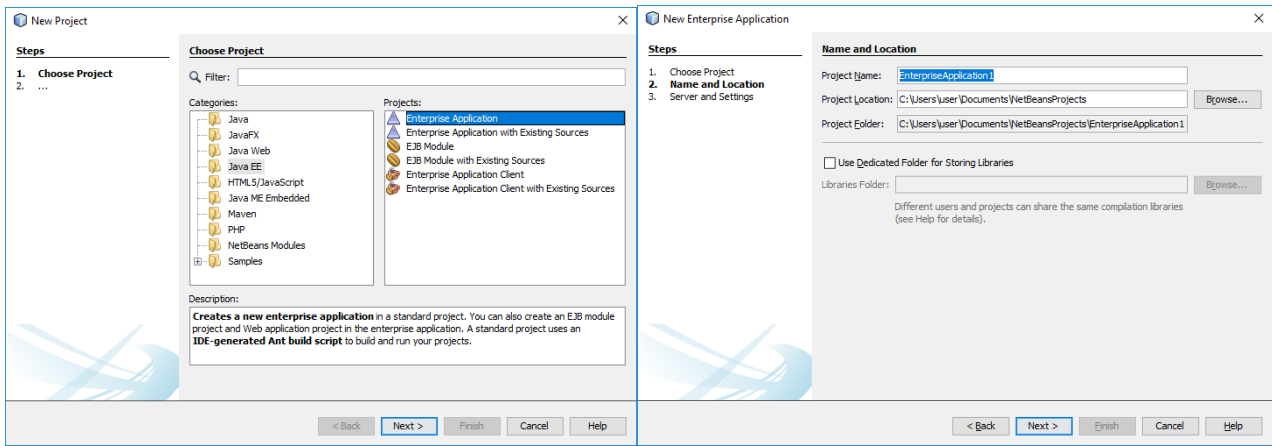 New Project
Steps
1. Choose Project
2. ...
Choose Project
Filter:
Categories:
Java
JavaFX
Java Web
Java EE
HTML5/JavaScript
Java ME Embedded
Maven
PHP
NetBeans Modules
Samples
Projects:
Enterprise Application
Enterprise Application with Existing Sources
EJB Module
EJB Module with Existing Sources
Enterprise Application Client
Enterprise Application Client with Existing Sources
Description:
Creates a new enterprise application in a standard project. You can also create an EJB module
project and Web application project in the enterprise application. A standard project uses an
IDE-generated Ant build script to build and run your projects.
< Back Next > Finish Cancel Help
New Enterprise Application
Steps
1. Choose Project
2. Name and Location
3. Server and Settings
Name and Location
Project Name: EnterpriseApplication1
Project Location: C:\Users\user\Documents\NetBeansProjects Browse...
Project Folder: C:\Users\user\Documents\NetBeansProjects\EnterpriseApplication1
Use Dedicated Folder for Storing Libraries
Libraries Folder: Browse...
Different users and projects can share the same compilation libraries
(see Help for details).
< Back Next > Finish Cancel Help